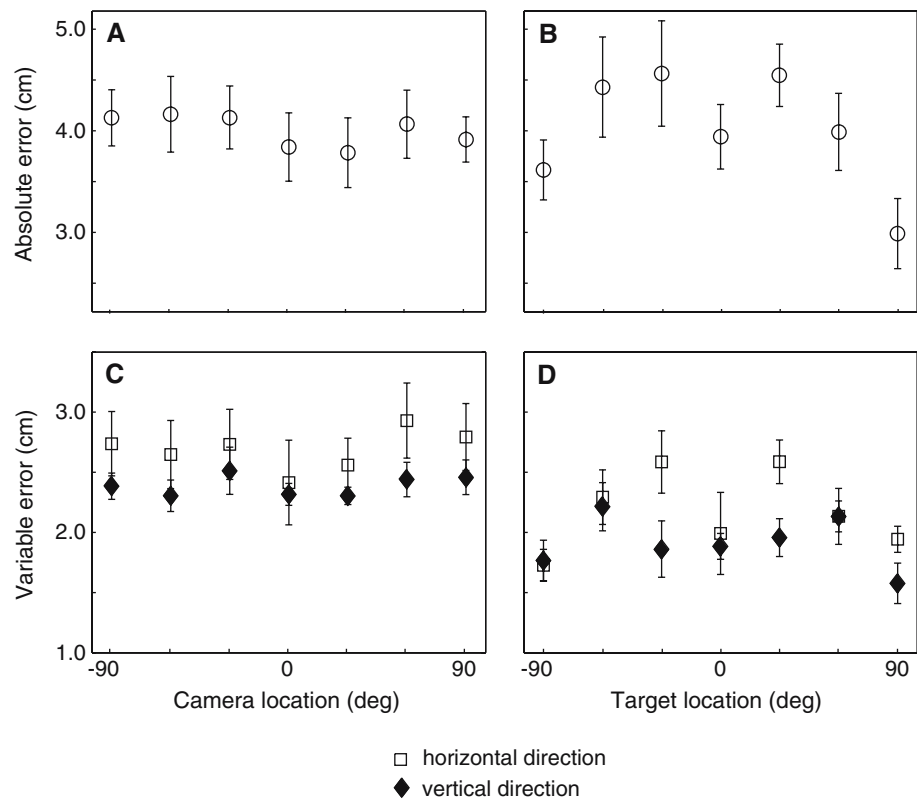 A
B
5.0
4.0
3.0
Absolute error (cm)
C
D
3.0
2.0
1.0
Variable error (cm)
-90
0
90
-90
0
90
Camera location (deg)
Target location (deg)
horizontal direction
vertical direction